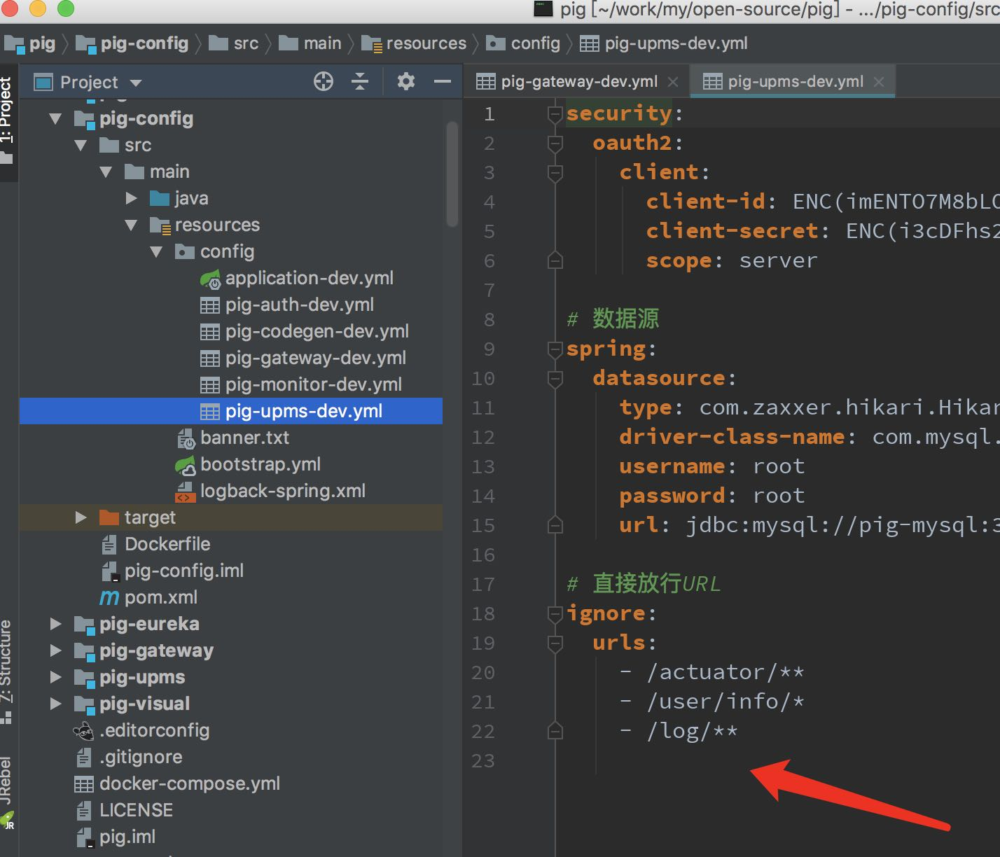 pig [~/work/my/open-source/pig] - .../pig-config/src
pig
pig-config
src
main
resources
config
pig-upms-dev.yml
1: Project
7: Structure
JRebel
JR
Project
pig-config
src
main
java
resources
config
application-dev.yml
pig-auth-dev.yml
pig-codegen-dev.yml
pig-gateway-dev.yml
pig-monitor-dev.yml
pig-upms-dev.yml
banner.txt
bootstrap.yml
logback-spring.xml
target
Dockerfile
pig-config.iml
pom.xml
pig-eureka
pig-gateway
pig-upms
pig-visual
.editorconfig
.gitignore
docker-compose.yml
LICENSE
pig.iml
pig-gateway-dev.yml
pig-upms-dev.yml
1 security:
2 oauth2:
3 client:
4 client-id: ENC(imENTO7M8bL
5 client-secret: ENC(i3cDFhs2
6 scope: server
7
8 # 数据源
9 spring:
10 datasource:
11 type: com.zaxxer.hikari.Hikar
12 driver-class-name: com.mysql.
13 username: root
14 password: root
15 url: jdbc:mysql://pig-mysql:3
16
17 # 直接放行URL
18 ignore:
19 urls:
20 - /actuator/**
21 - /user/info/*
22 - /log/**
23